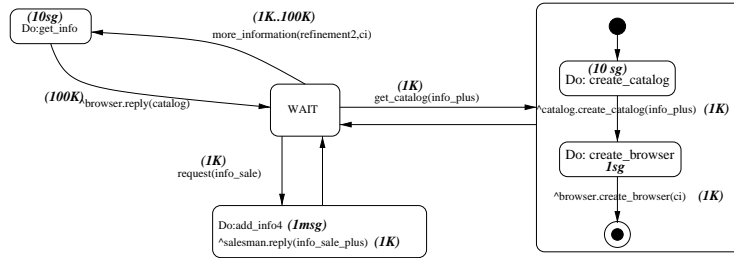 (10sg)
Do:get_info
(1K..100K)
more_information(refinement2,ci)
(100K)
^browser.reply(catalog)
WAIT
(1K)
get_catalog(info_plus)
(1K)
request(info_sale)
Do:add_info4 (1msg)
^salesman.reply(info_sale_plus) (1K)
(10 sg)
Do: create_catalog
^catalog.create_catalog(info_plus) (1K)
Do: create_browser
1sg
^browser.create_browser(ci) (1K)